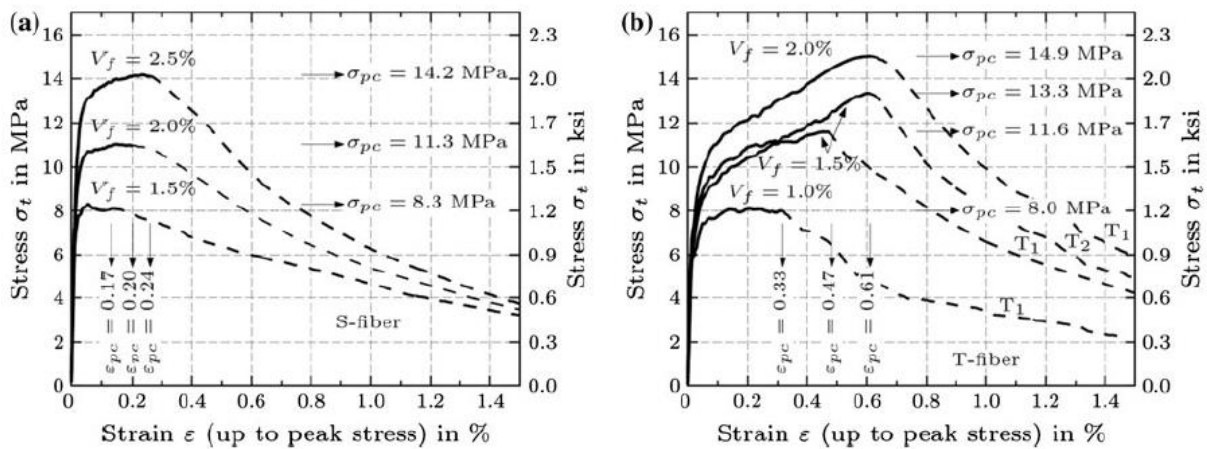 (a)
16
14
12
10
8
6
4
2
0
Stress σt in MPa
Vf = 2.5%
Vf = 2.0%
Vf = 1.5%
σpc = 14.2 MPa
σpc = 11.3 MPa
σpc = 8.3 MPa
εpc = 0.17
εpc = 0.20
εpc = 0.24
S-fiber
2.3
2.0
1.7
1.5
1.2
0.9
0.6
0.3
0.0
Stress σt in ksi
0 0.2 0.4 0.6 0.8 1.0 1.2 1.4
Strain ε (up to peak stress) in %
(b)
16
14
12
10
8
6
4
2
0
Stress σt in MPa
Vf = 2.0%
Vf = 1.5%
Vf = 1.0%
σpc = 14.9 MPa
σpc = 13.3 MPa
σpc = 11.6 MPa
σpc = 8.0 MPa
T1
T2
T1
T1
εpc = 0.33
εpc = 0.47
εpc = 0.61
T-fiber
2.3
2.0
1.7
1.5
1.2
0.9
0.6
0.3
0.0
Stress σt in ksi
0 0.2 0.4 0.6 0.8 1.0 1.2 1.4
Strain ε (up to peak stress) in %